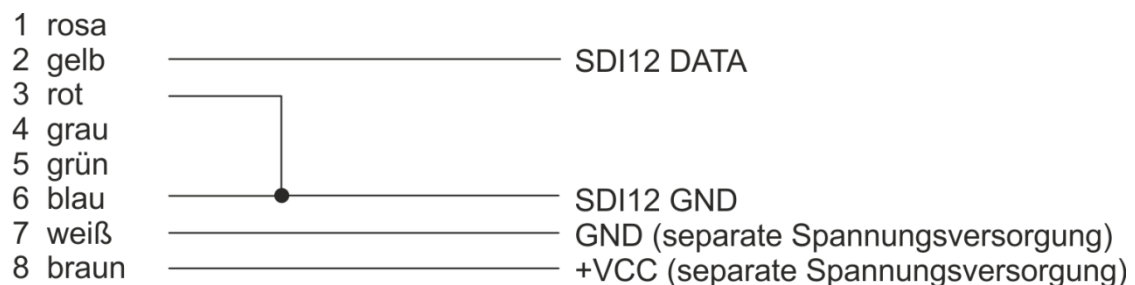 1 rosa
2 gelb SDI12 DATA
3 rot
4 grau
5 grün
6 blau SDI12 GND
7 weiß GND (separate Spannungsversorgung)
8 braun +VCC (separate Spannungsversorgung)